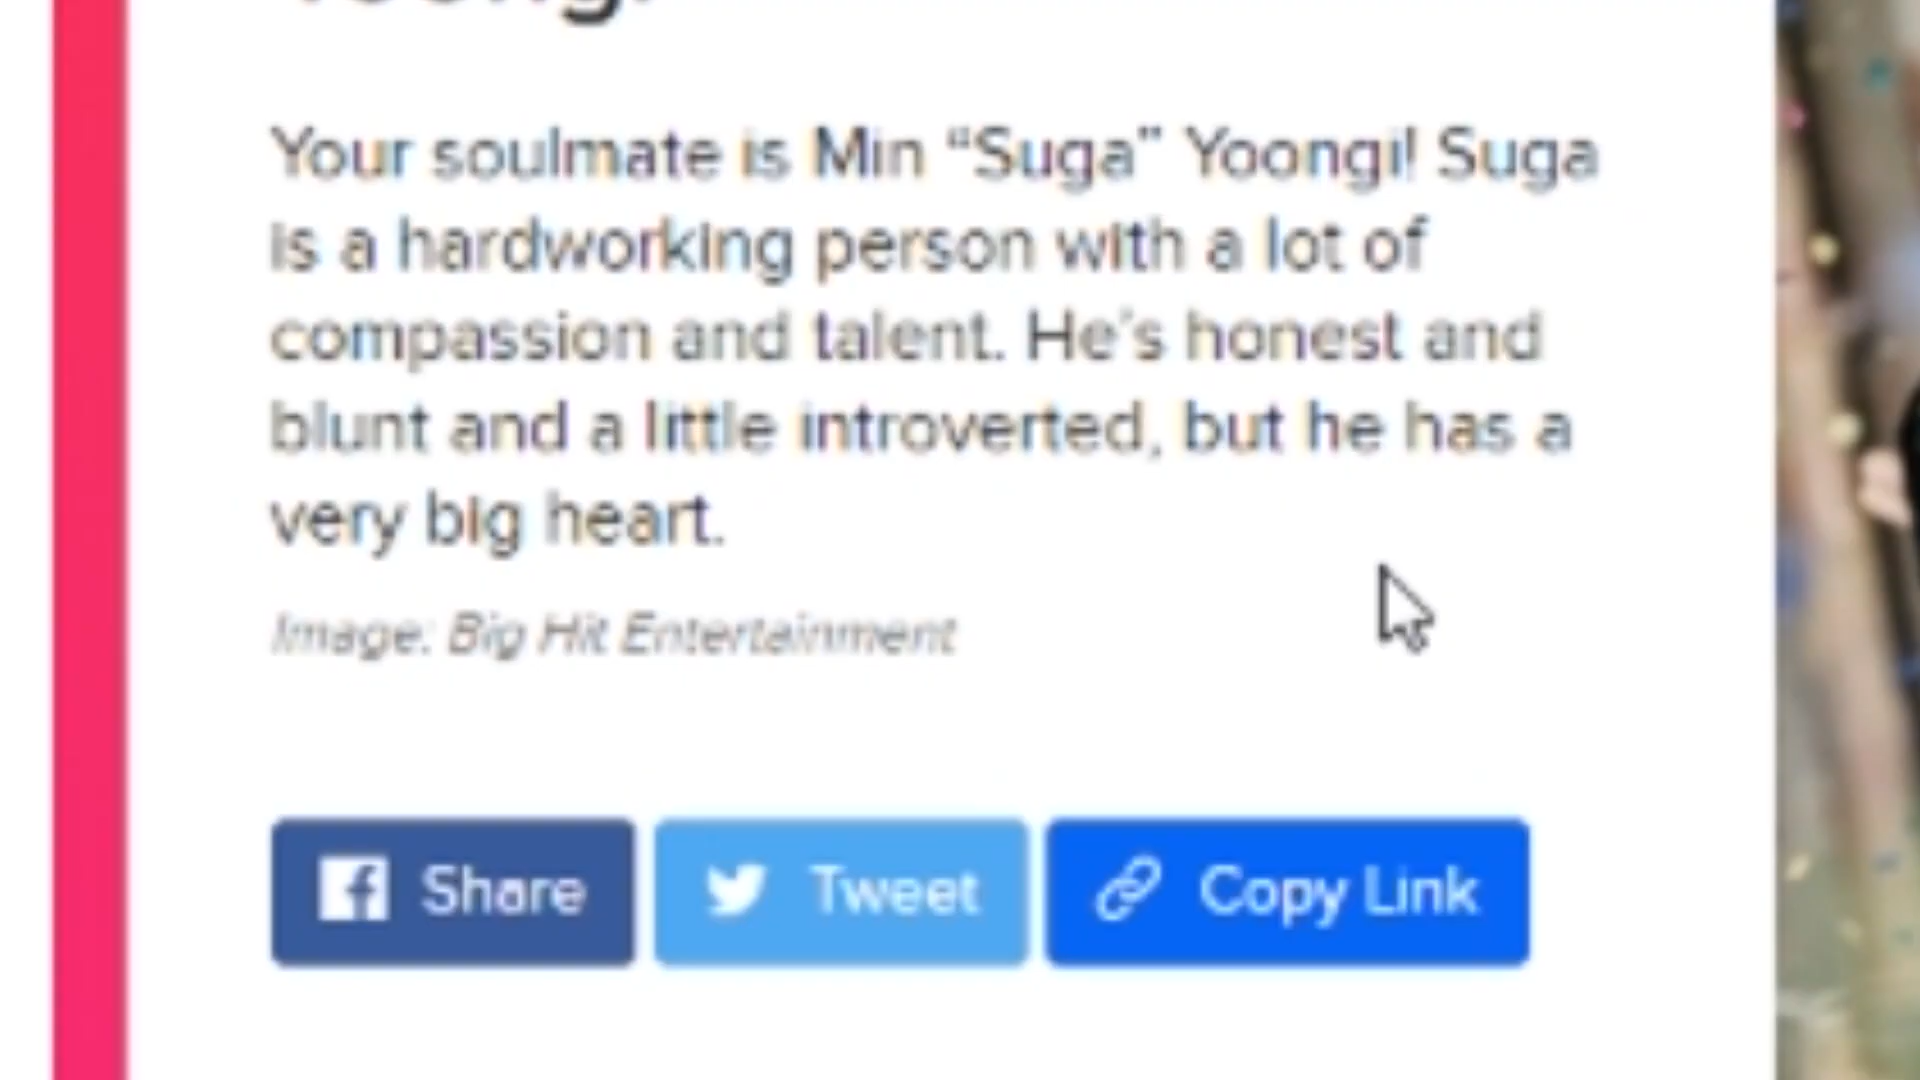 Your soulmate is Min “Suga” Yoongi! Suga
is a hardworking person with a lot of
compassion and talent. He's honest and
blunt and a little introverted, but he has a
very big heart.
Image: Big Hit Entertainment
Share
Tweet
Copy Link